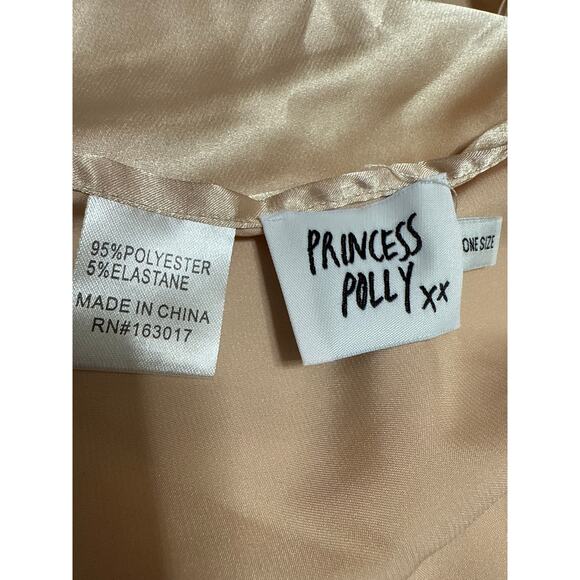 95%POLYESTER
5%ELASTANE
MADE IN CHINA
RN#163017
PRINCESS
POLLY xx
ONE SIZE